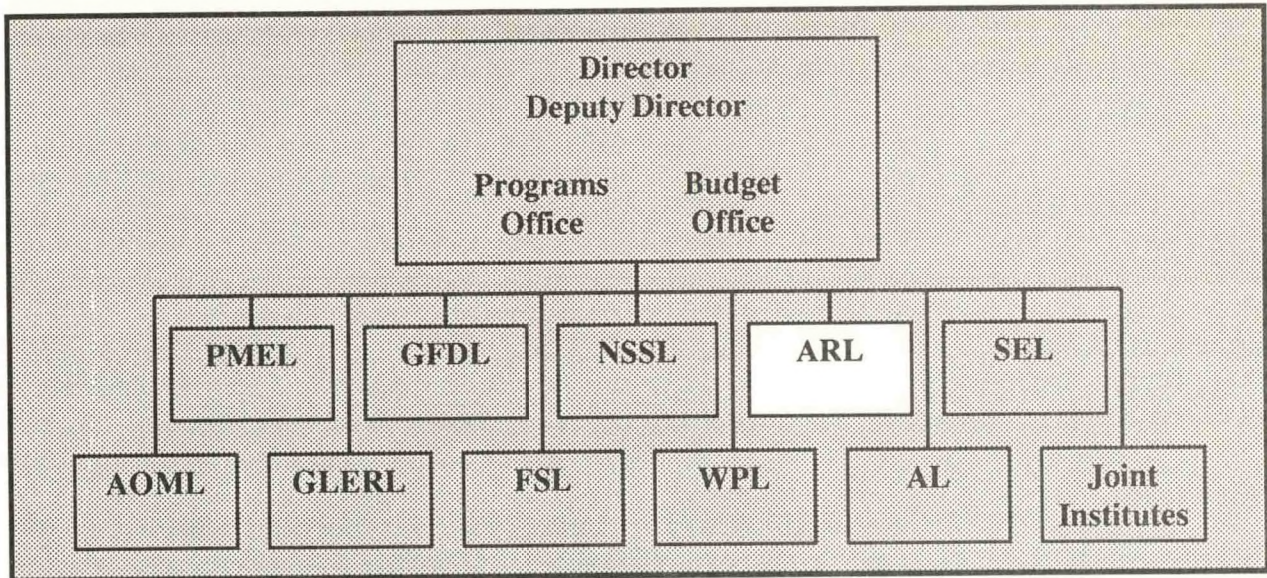 Director
Deputy Director
Programs Office
Budget Office
PMEL
GFDL
NSSL
ARL
SEL
AOML
GLERL
FSL
WPL
AL
Joint
Institutes